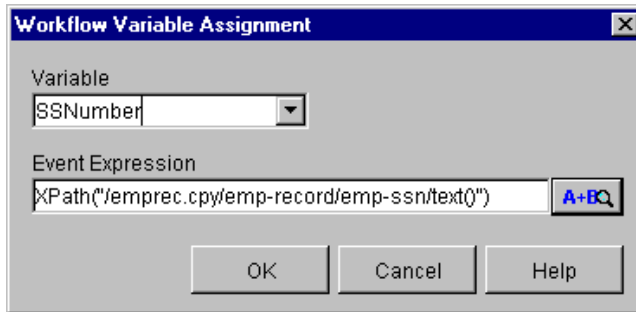 Workflow Variable Assignment
Variable
SSNumber
Event Expression
XPath("/emprec.cpy/emp-record/emp-ssn/text()")
A+B
OK Cancel Help